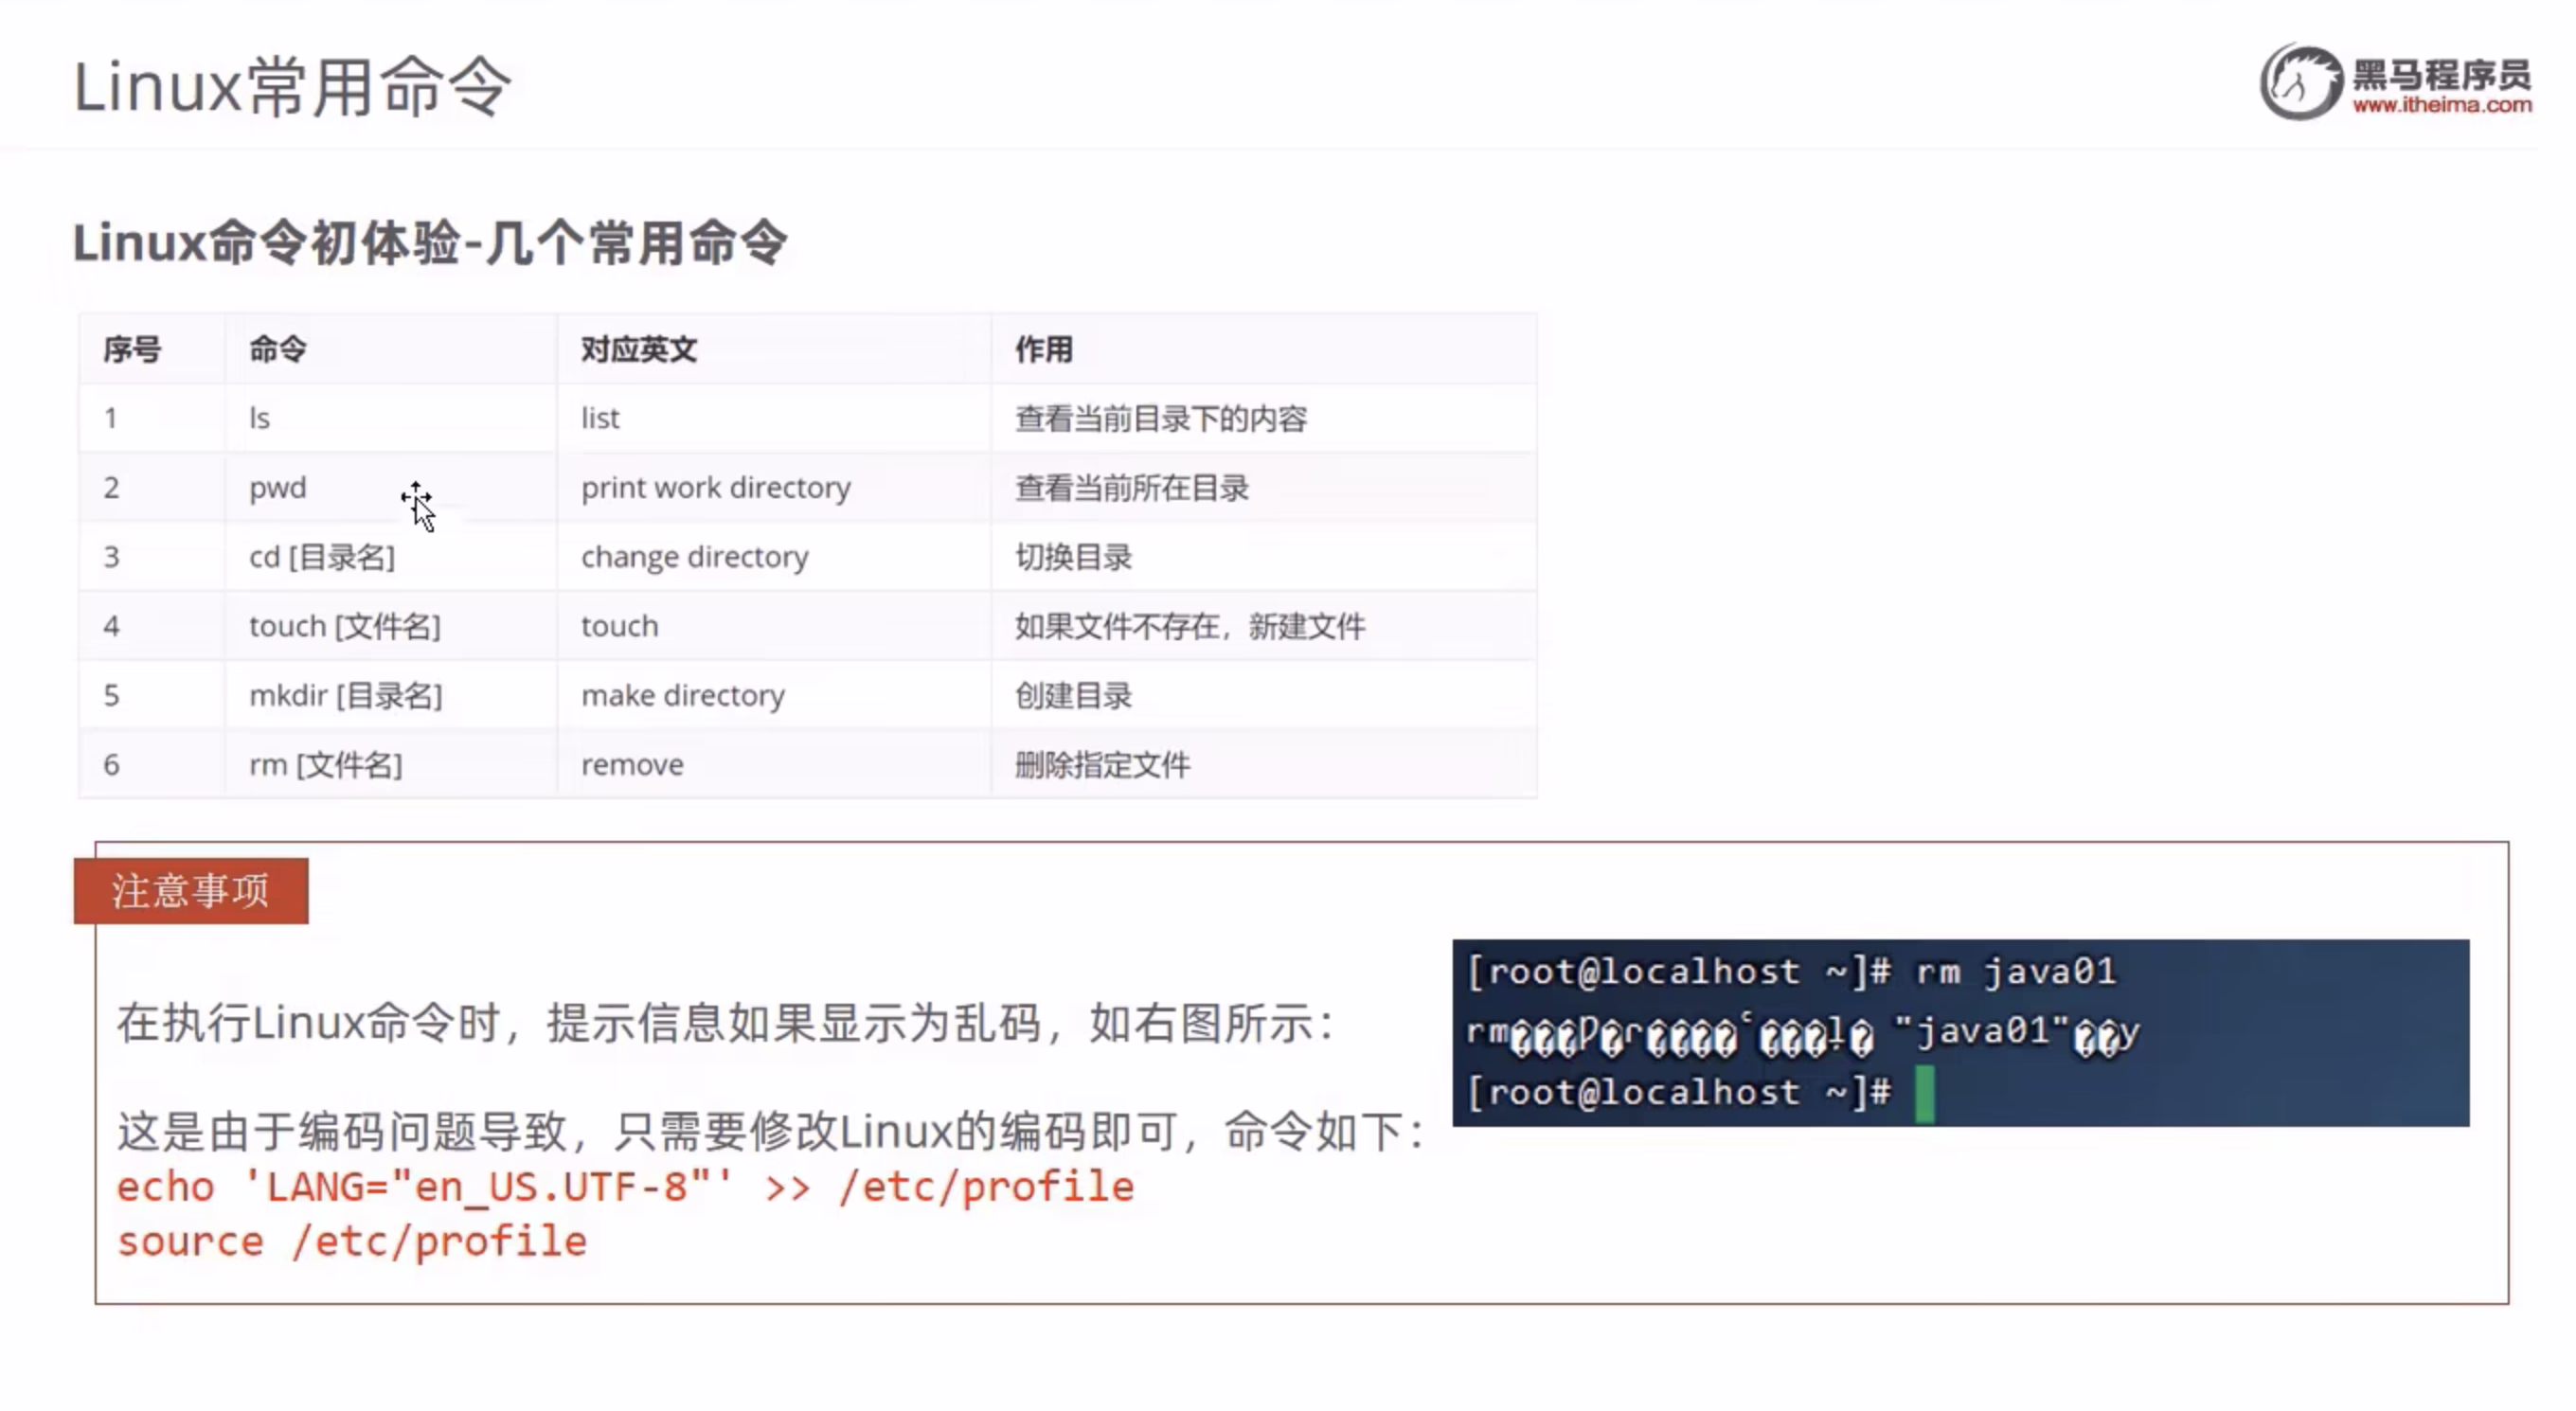 Linux常用命令
黑马程序员
www.itheima.com
Linux命令初体验-几个常用命令
序号 命令 对应英文 作用
1 ls list 查看当前目录下的内容
2 pwd print work directory 查看当前所在目录
3 cd [目录名] change directory 切换目录
4 touch [文件名] touch 如果文件不存在，新建文件
5 mkdir [目录名] make directory 创建目录
6 rm [文件名] remove 删除指定文件
注意事项
在执行Linux命令时，提示信息如果显示为乱码，如右图所示：
这是由于编码问题导致，只需要修改Linux的编码即可，命令如下：
echo 'LANG="en_US.UTF-8"' >> /etc/profile
source /etc/profile
[root@localhost ~]# rm java01
rm���p�r����ʿ���ļ� "java01"��y
[root@localhost ~]#